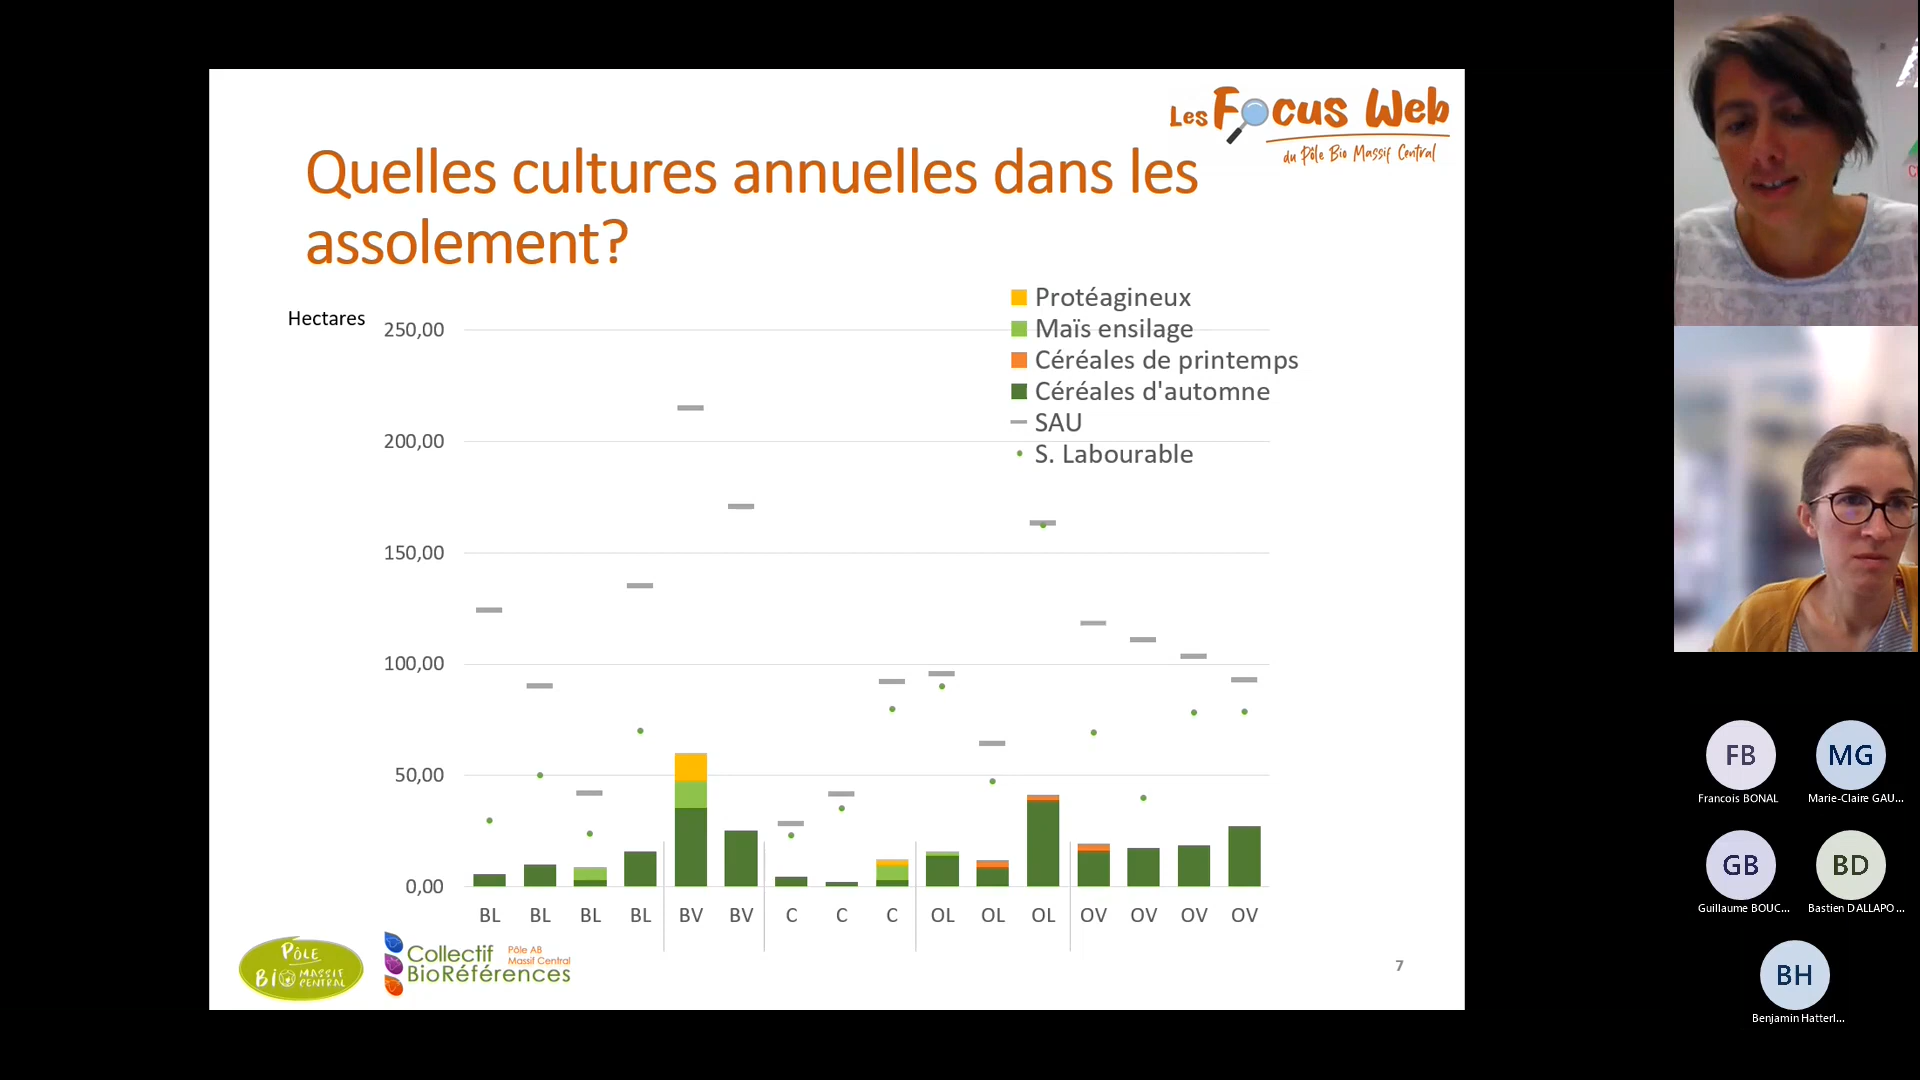 Les Focus Web
du Pôle Bio Massif Central
Quelles cultures annuelles dans les
assolement?
Hectares
Protéagineux
Maïs ensilage
Céréales de printemps
Céréales d'automne
SAU
S. Labourable
250,00
200,00
150,00
100,00
50,00
0,00
BL BL BL BL BV BV C C C OL OL OL OV OV OV OV
PÔLE
BIO MASSIF
CENTRAL
Collectif
BioRéférences
Pôle AB
Massif Central
7
C
FB
Francois BONAL
MG
Marie-Claire GAU...
GB
Guillaume BOUC...
BD
Bastien DALLAPO...
BH
Benjamin Hatterl...